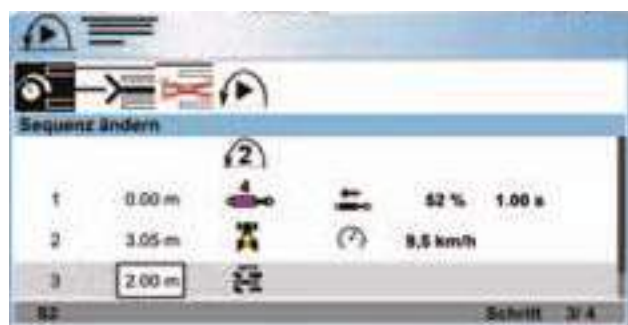 Sequenz ändern
2
4
1 0.00 m 52 % 1.00 s
2 3.05 m 9,5 km/h
3 2.00 m
S2 Schritt 3/ 4